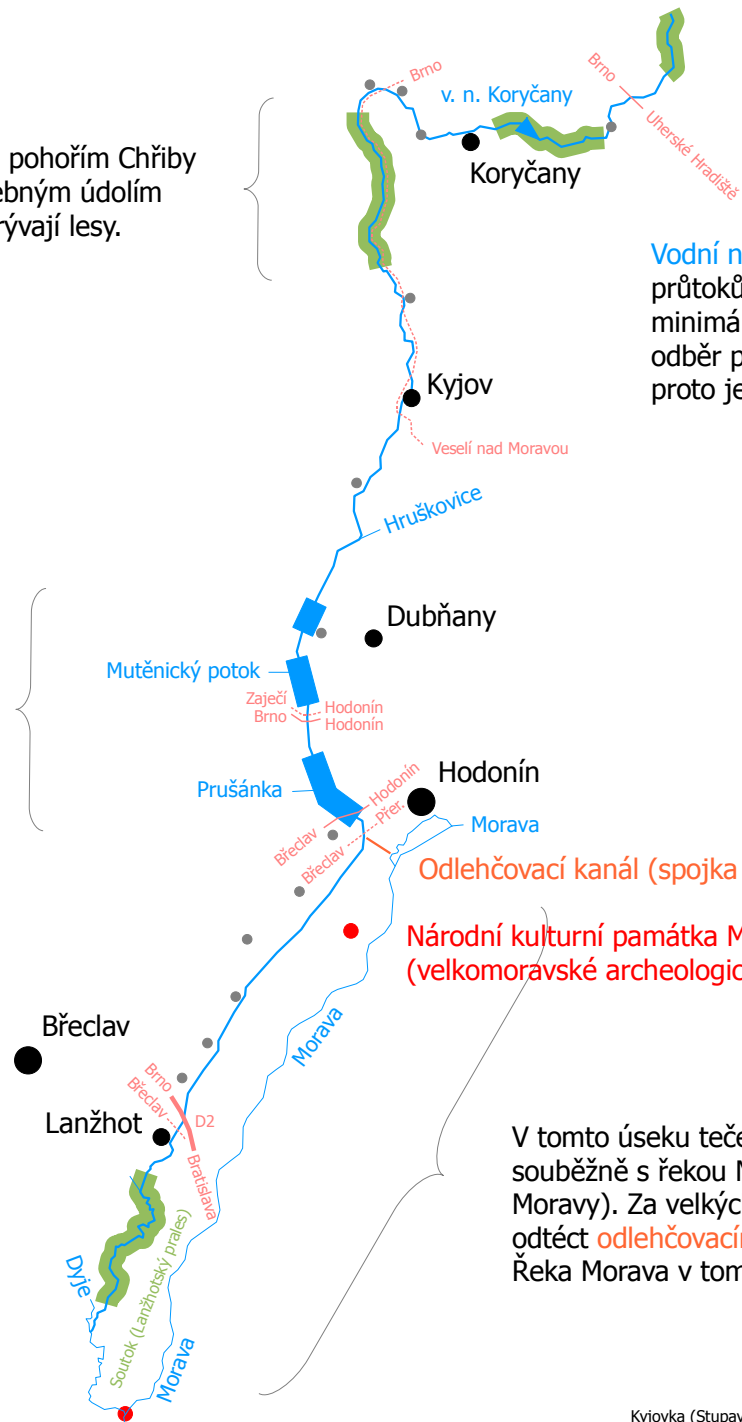 Brno
v. n. Koryčany
Brno
Uherské Hradiště
Koryčany
pohořím Chřiby
ebným údolím
rývají lesy.
Vodní n
průtoků
minimá
odběr p
proto je
Kyjov
Veselí nad Moravou
Hruškovice
Dubňany
Mutěnický potok
Zaječí
Brno
Hodonín
Hodonín
Prušánka
Hodonín
Břeclav
Přer.
Břeclav
Hodonín
Morava
Odlehčovací kanál (spojka
Národní kulturní památka M
(velkomoravské archeologic
Morava
Břeclav
Brno
Břeclav
D2
Bratislava
Lanžhot
V tomto úseku teče
souběžně s řekou M
Moravy). Za velkýc
odtéct odlehčovacím
Řeka Morava v tom
Dyje
Soutok (Lanžhotský prales)
Morava
Kyjovka (Stupav